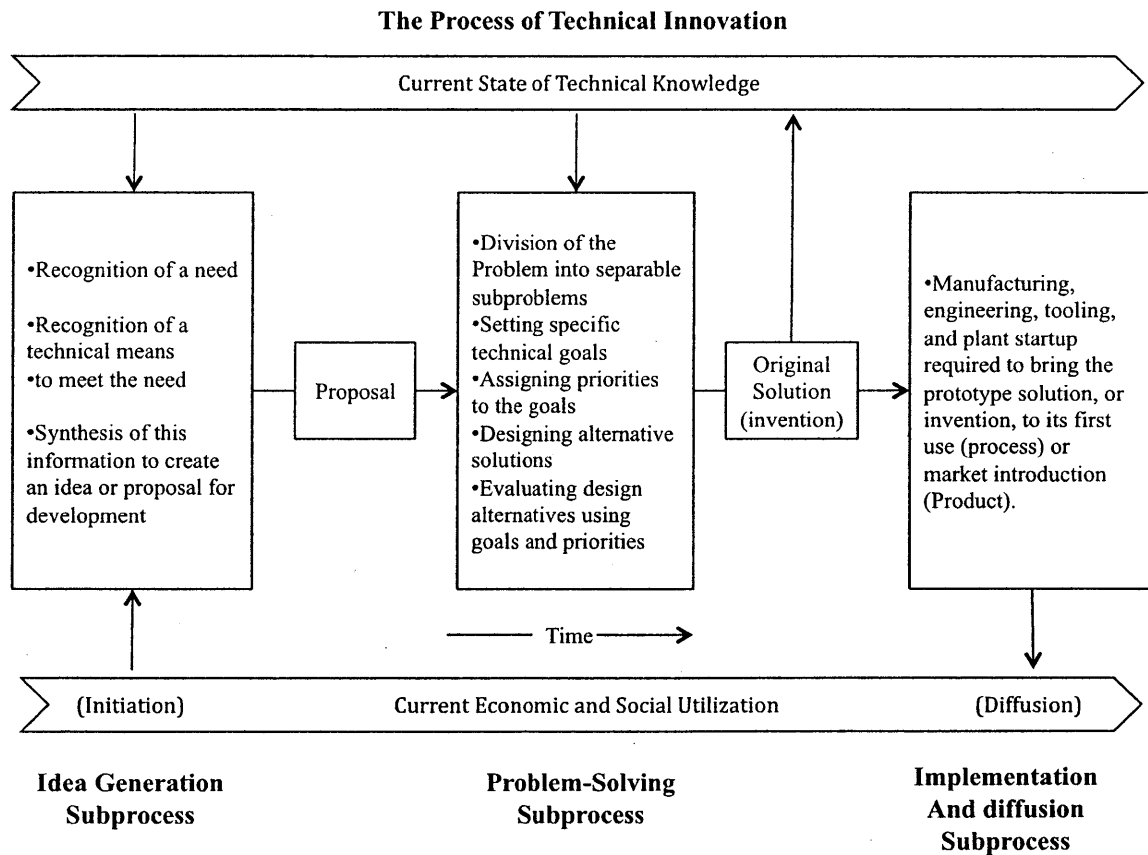 The Process of Technical Innovation
Current State of Technical Knowledge
•Recognition of a need
•Recognition of a
technical means
•to meet the need
•Synthesis of this
information to create
an idea or proposal for
development
Proposal
•Division of the
Problem into separable
subproblems
•Setting specific
technical goals
•Assigning priorities
to the goals
•Designing alternative
solutions
•Evaluating design
alternatives using
goals and priorities
Original
Solution
(invention)
•Manufacturing,
engineering, tooling,
and plant startup
required to bring the
prototype solution, or
invention, to its first
use (process) or
market introduction
(Product).
Time
(Initiation)
Current Economic and Social Utilization
(Diffusion)
Idea Generation
Subprocess
Problem-Solving
Subprocess
Implementation
And diffusion
Subprocess